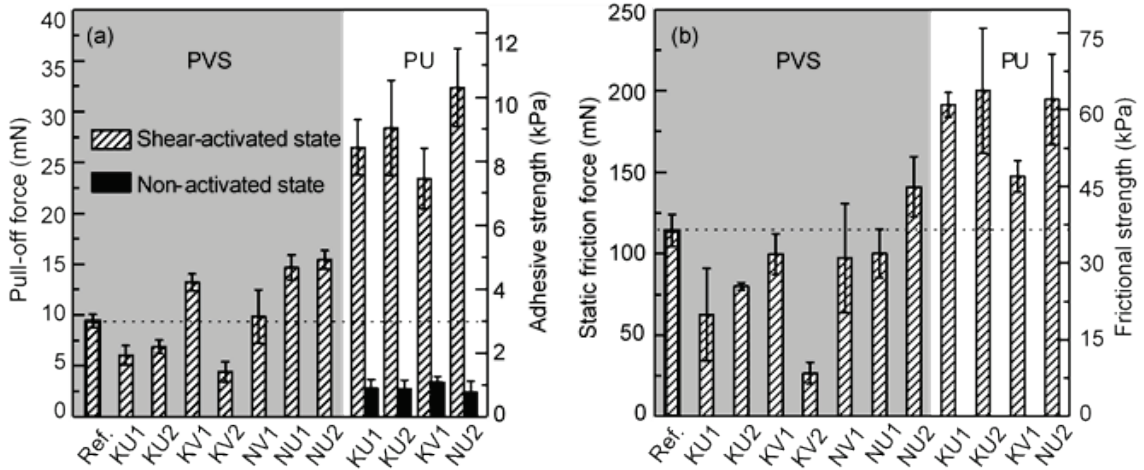 (a)
PVS
PU
Shear-activated state
Non-activated state
Pull-off force (mN)
40
35
30
25
20
15
10
5
0
Adhesive strength (kPa)
12
10
8
6
4
2
0
Ref.
KU1
KU2
KV1
KV2
NV1
NU1
NU2
KU1
KU2
KV1
NU2
(b)
PVS
PU
Static friction force (mN)
250
200
150
100
50
0
Frictional strength (kPa)
75
60
45
30
15
0
Ref.
KU1
KU2
KV1
KV2
NV1
NU1
NU2
KU1
KU2
KV1
NU2